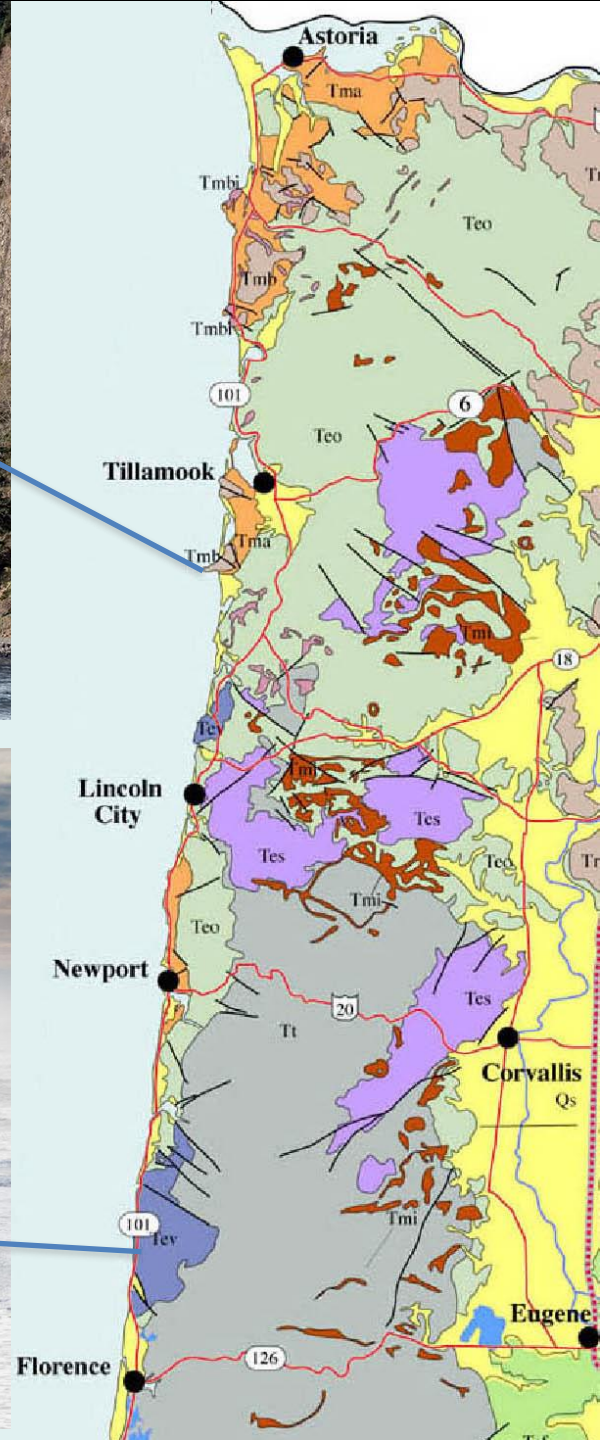 Astoria
Tma
Tmbi
Teo
Tmb
Tmbi
101
6
Teo
Tillamook
Tma
Tmb
Tmi
18
Tev
Lincoln
City
Tmi
Tes
Tes
Teo
Tmi
Teo
Newport
Tes
20
Tt
Corvallis
Qs
101
Tmi
Tev
Eugene
126
Florence